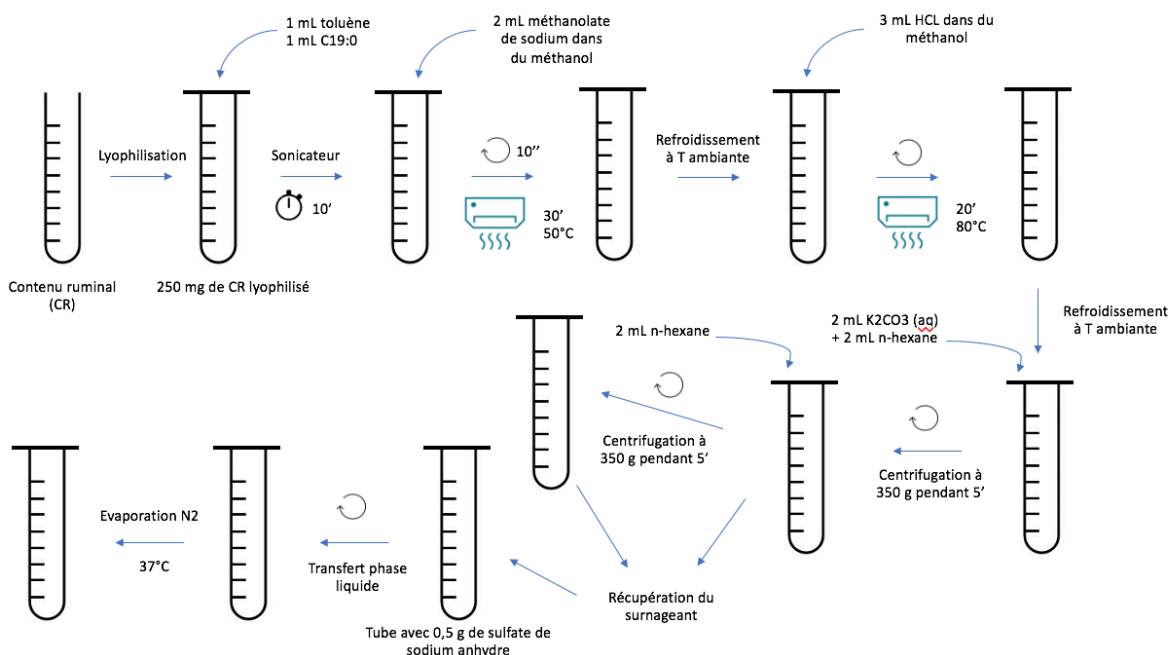 1 mL toluène
1 mL C19:0
2 mL méthanolate
de sodium dans
du méthanol
3 mL HCL dans du
méthanol
Lyophilisation
Sonicateur
10’
10’’
30’
50°C
Refroidissement
à T ambiante
20’
80°C
Contenu ruminal
(CR)
250 mg de CR lyophilisé
Refroidissement
à T ambiante
2 mL K2CO3 (aq)
+ 2 mL n-hexane
2 mL n-hexane
Centrifugation à
350 g pendant 5’
Centrifugation à
350 g pendant 5’
Récupération du
surnageant
Tube avec 0,5 g de sulfate de
sodium anhydre
Transfert phase
liquide
Evaporation N2
37°C